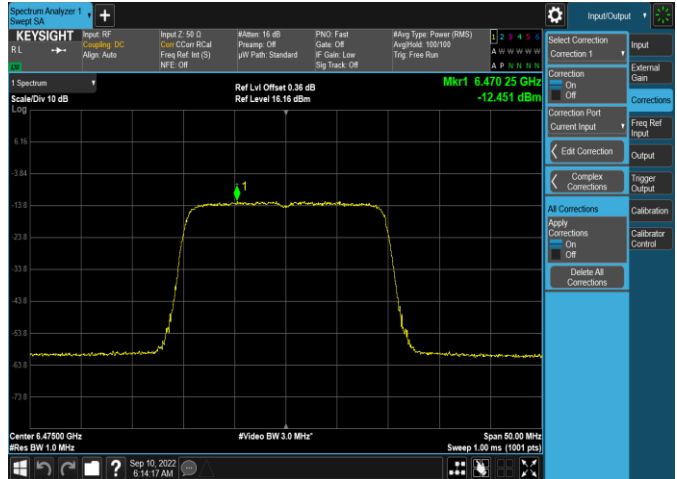 Spectrum Analyzer 1
Swept SA
Input/Output
KEYSIGHT
RL
Input: RF
Coupling: DC
Align: Auto
Input Z: 50 Ω
Corr CCorr RCal
Freq Ref: Int (S)
NFE: Off
#Atten: 16 dB
Preamp: Off
µW Path: Standard
PNO: Fast
Gate: Off
IF Gain: Low
Sig Track: Off
#Avg Type: Power (RMS)
Avg|Hold: 100/100
Trig: Free Run
1 2 3 4 5 6
A W W W W W
A P N N N N
1 Spectrum
Scale/Div 10 dB
Log
Ref Lvl Offset 0.36 dB
Ref Level 16.16 dBm
Mkr1 6.470 25 GHz
-12.451 dBm
6.16
-3.84
1
-13.8
-23.8
-33.8
-43.8
-53.8
-63.8
-73.8
Center 6.47500 GHz
#Res BW 1.0 MHz
#Video BW 3.0 MHz*
Span 50.00 MHz
Sweep 1.00 ms (1001 pts)
Sep 10, 2022
6:14:17 AM
Select Correction
Correction 1
Correction
On
Off
Correction Port
Current Input
Edit Correction
Complex
Corrections
All Corrections
Apply
Corrections
On
Off
Delete All
Corrections
Input
External
Gain
Corrections
Freq Ref
Input
Output
Trigger
Output
Calibration
Calibrator
Control